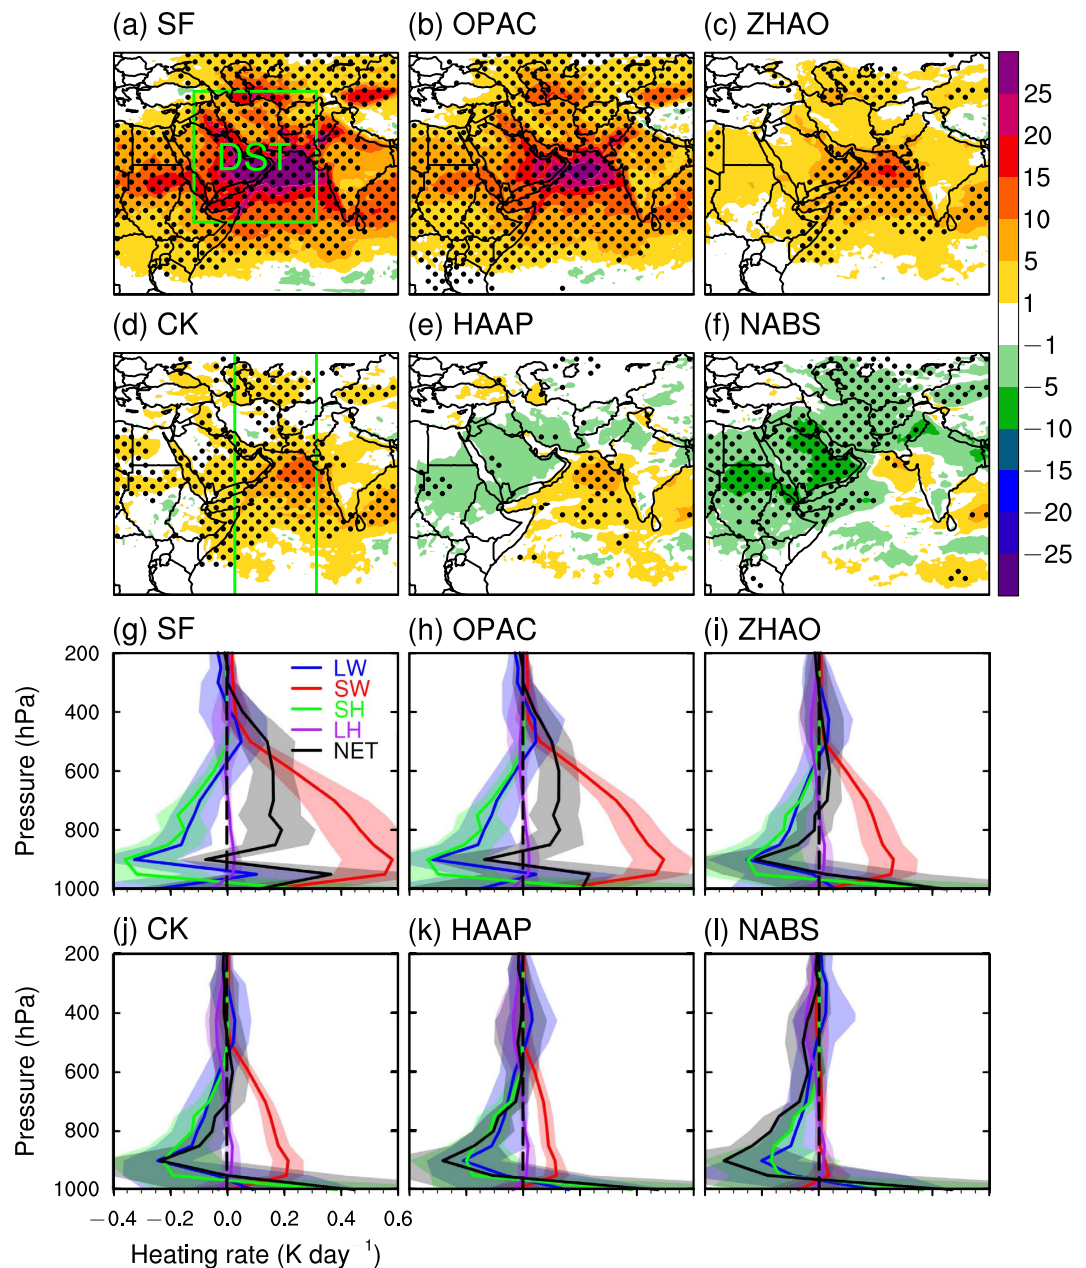 (a) SF (b) OPAC (c) ZHAO
DST
25
20
15
10
5
1
−1
−5
−10
−15
−20
−25
(d) CK (e) HAAP (f) NABS
(g) SF (h) OPAC (i) ZHAO
LW
SW
SH
LH
NET
200
400
600
800
1000
Pressure (hPa)
(j) CK (k) HAAP (l) NABS
200
400
600
800
1000
Pressure (hPa)
−0.4 −0.2 0.0 0.2 0.4 0.6
Heating rate (K day⁻¹)